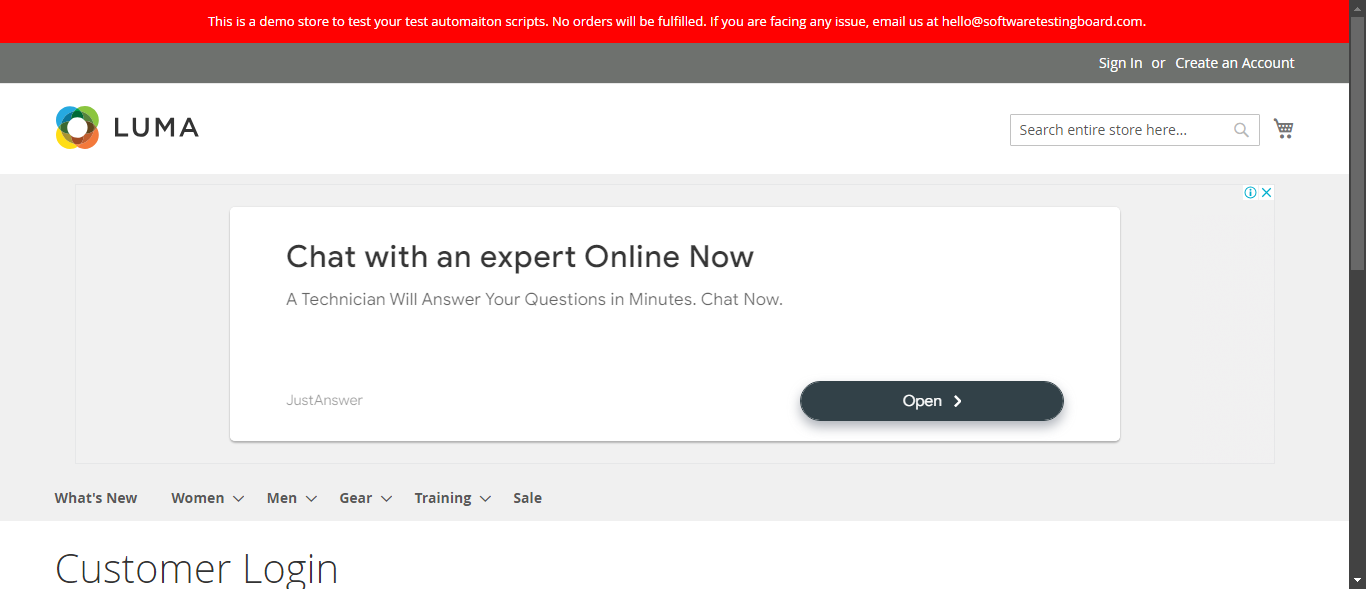 This is a demo store to test your test automaiton scripts. No orders will be fulfilled. If you are facing any issue, email us at hello@softwaretestingboard.com.
Sign In or Create an Account
LUMA
Search entire store here...
Chat with an expert Online Now
A Technician Will Answer Your Questions in Minutes. Chat Now.
JustAnswer
Open
What's New Women Men Gear Training Sale
Customer Login